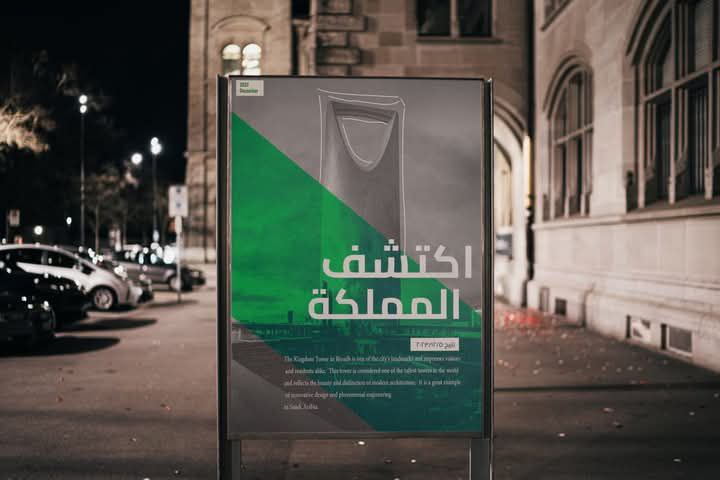 December
اكتشف
المملكة
The Kingdom Tower in Riyadh is one of the city's landmarks and impresses visitors
and residents alike. This tower is considered one of the tallest towers in the world
and reflects the beauty and distinction of modern architecture. It is a great example
of innovative design and phenomenal engineering
in Saudi Arabia.